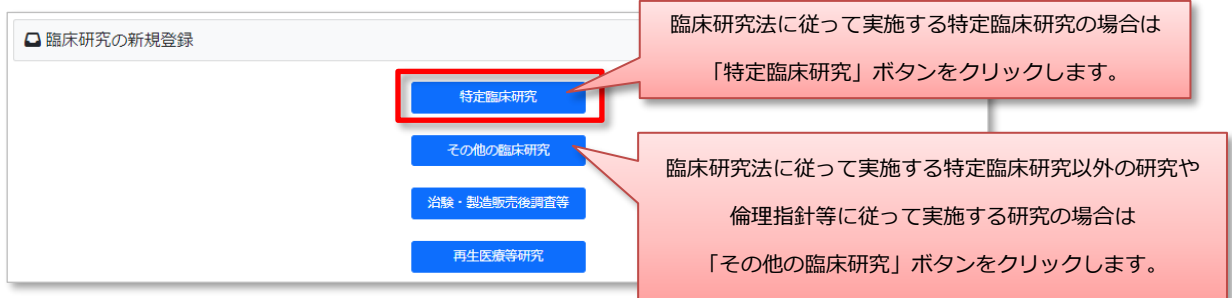 臨床研究の新規登録
特定臨床研究
その他の臨床研究
治験・製造販売後調査等
再生医療等研究
臨床研究法に従って実施する特定臨床研究の場合は
「特定臨床研究」ボタンをクリックします。
臨床研究法に従って実施する特定臨床研究以外の研究や
倫理指針等に従って実施する研究の場合は
「その他の臨床研究」ボタンをクリックします。